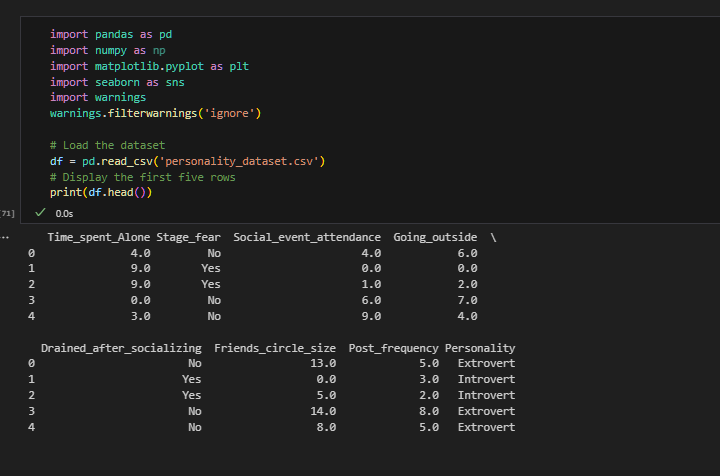 import pandas as pd
import numpy as np
import matplotlib.pyplot as plt
import seaborn as sns
import warnings
warnings.filterwarnings('ignore')

# Load the dataset
df = pd.read_csv('personality_dataset.csv')
# Display the first five rows
print(df.head())
[71]
0.0s
...
   Time_spent_Alone Stage_fear  Social_event_attendance  Going_outside  \
0               4.0         No                      4.0            6.0
1               9.0        Yes                      0.0            0.0
2               9.0        Yes                      1.0            2.0
3               0.0         No                      6.0            7.0
4               3.0         No                      9.0            4.0

  Drained_after_socializing  Friends_circle_size  Post_frequency Personality
0                        No                 13.0             5.0   Extrovert
1                       Yes                  0.0             3.0   Introvert
2                       Yes                  5.0             2.0   Introvert
3                        No                 14.0             8.0   Extrovert
4                        No                  8.0             5.0   Extrovert